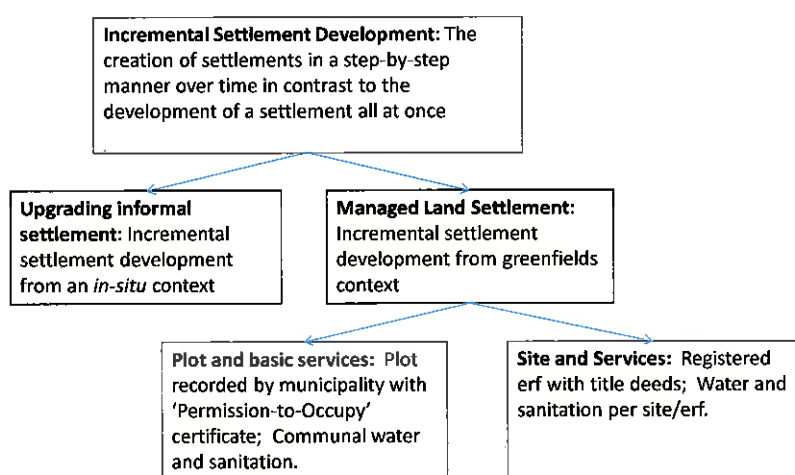 Incremental Settlement Development: The
creation of settlements in a step-by-step
manner over time in contrast to the
development of a settlement all at once
Upgrading informal
settlement: Incremental
settlement development
from an in-situ context
Managed Land Settlement:
Incremental settlement
development from greenfields
context
Plot and basic services: Plot
recorded by municipality with
'Permission-to-Occupy'
certificate; Communal water
and sanitation.
Site and Services: Registered
erf with title deeds; Water and
sanitation per site/erf.